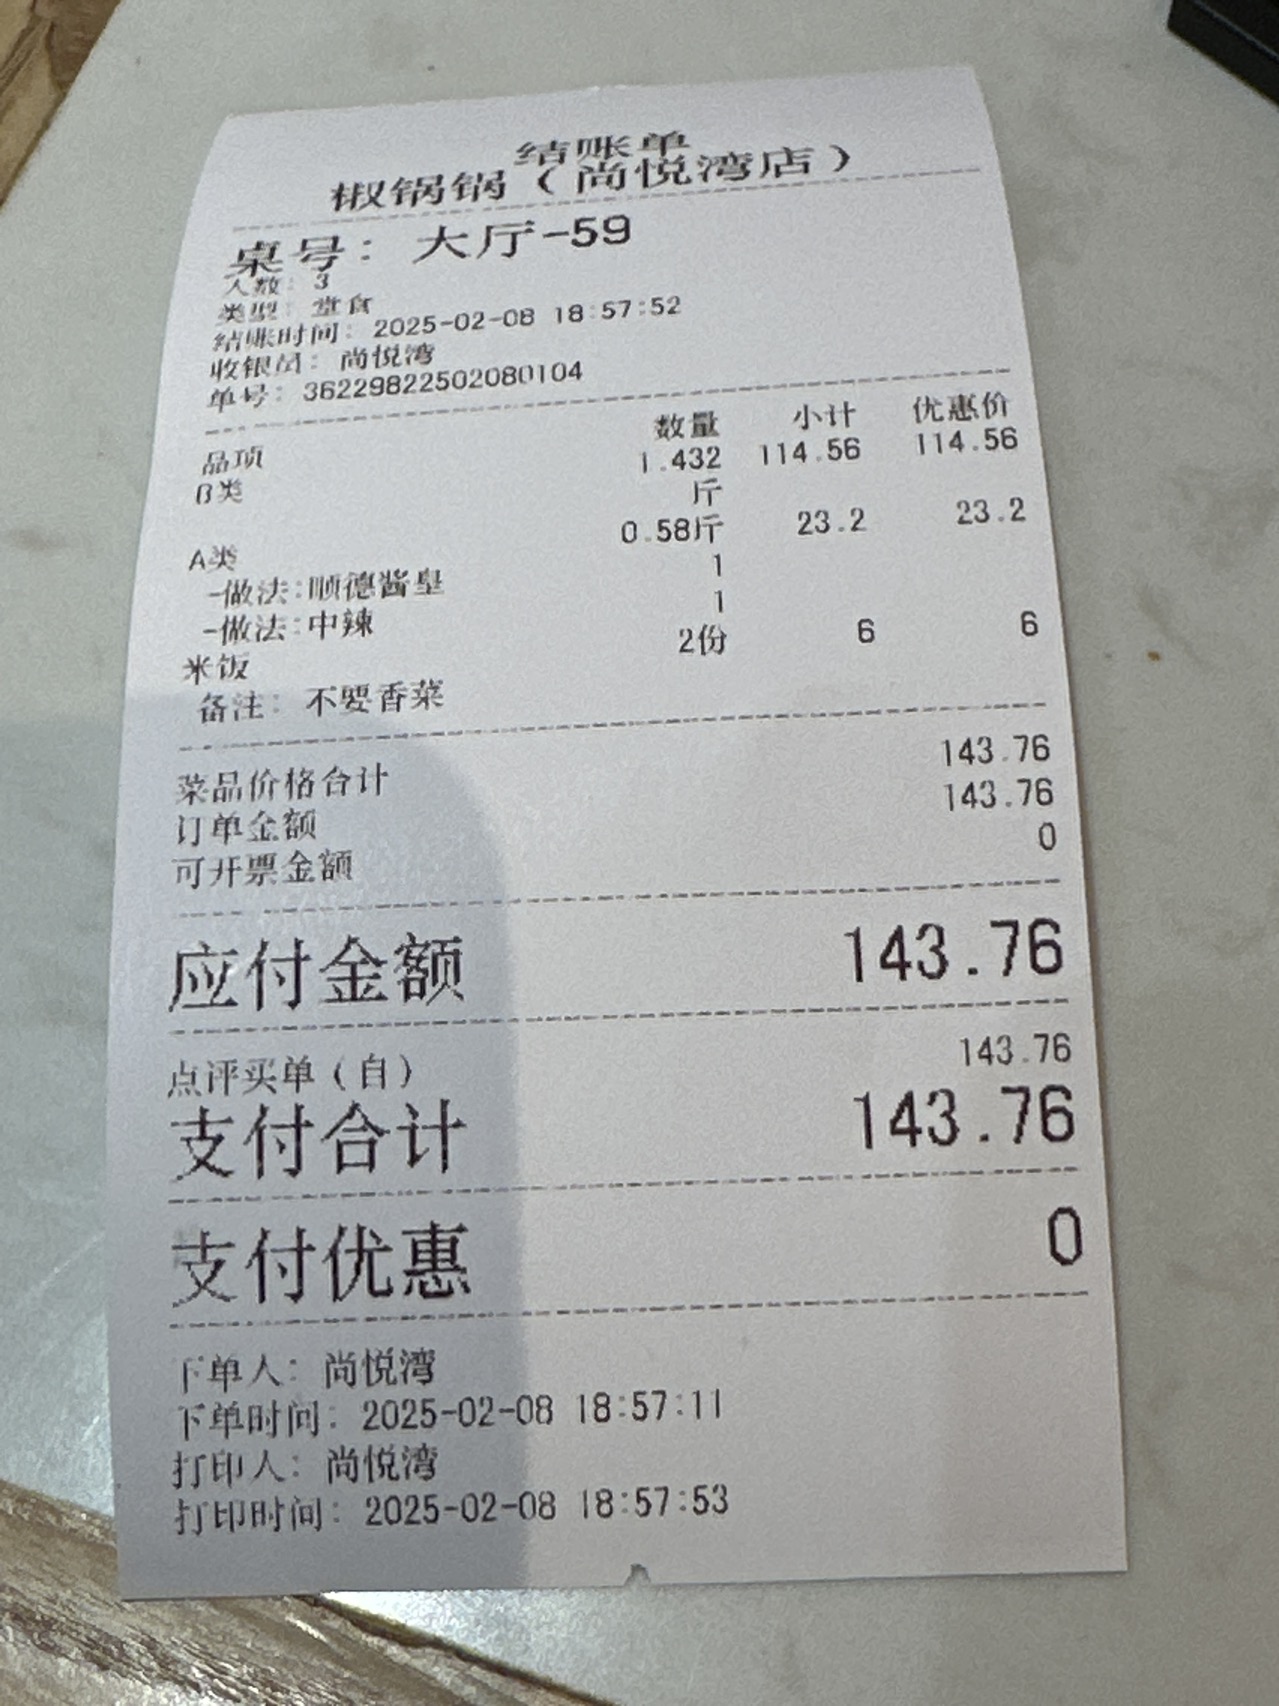 结账单
椒锅锅（尚悦湾店）
桌号：大厅-59
人数：3
类型：堂食
结账时间：2025-02-08 18:57:52
收银员：尚悦湾
单号：36229822502080104
品项 数量 小计 优惠价
B类 1.432斤 114.56 114.56
A类 0.58斤 23.2 23.2
-做法:顺德酱皇 1
-做法:中辣 1
米饭 2份 6 6
备注：不要香菜
菜品价格合计 143.76
订单金额 143.76
可开票金额 0
应付金额 143.76
点评买单（自） 143.76
支付合计 143.76
支付优惠 0
下单人：尚悦湾
下单时间：2025-02-08 18:57:11
打印人：尚悦湾
打印时间：2025-02-08 18:57:53